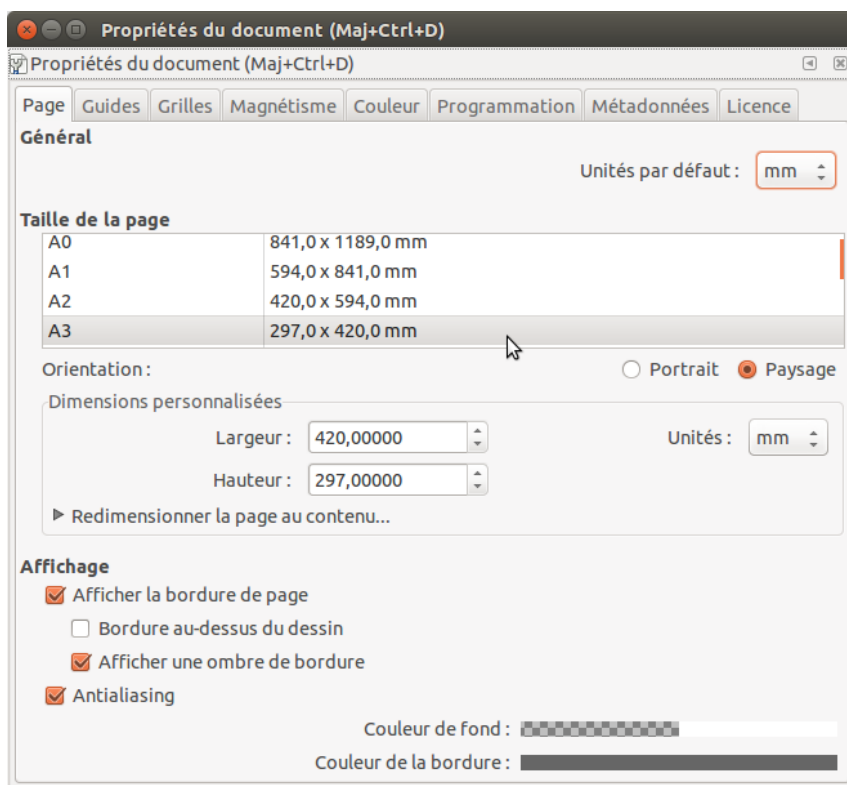 Propriétés du document (Maj+Ctrl+D)
Propriétés du document (Maj+Ctrl+D)
Page Guides Grilles Magnétisme Couleur Programmation Métadonnées Licence
Général
Unités par défaut : mm
Taille de la page
A0 841,0 x 1189,0 mm
A1 594,0 x 841,0 mm
A2 420,0 x 594,0 mm
A3 297,0 x 420,0 mm
Orientation : Portrait Paysage
Dimensions personnalisées
Largeur : 420,00000 Unités : mm
Hauteur : 297,00000
Redimensionner la page au contenu...
Affichage
Afficher la bordure de page
Bordure au-dessus du dessin
Afficher une ombre de bordure
Antialiasing
Couleur de fond :
Couleur de la bordure :